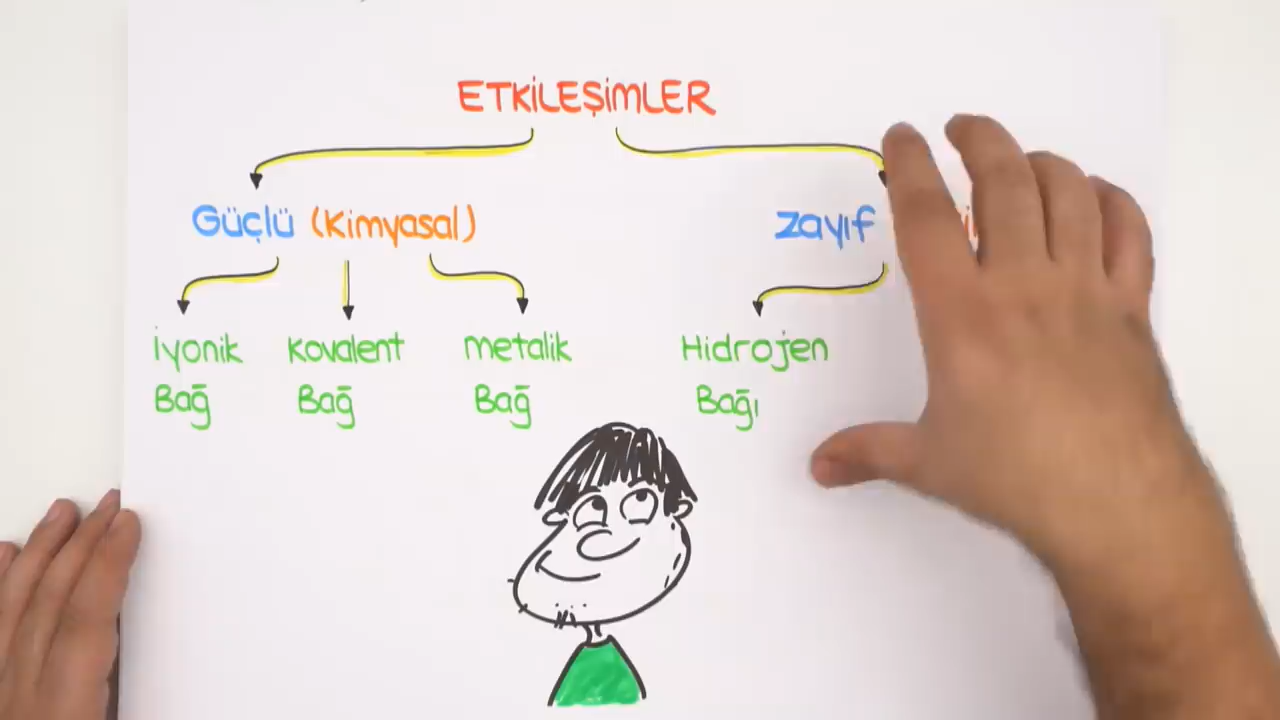 ETKİLEŞİMLER
Güçlü (Kimyasal)
Zayıf
İyonik
Bağ
Kovalent
Bağ
Metalik
Bağ
Hidrojen
Bağı